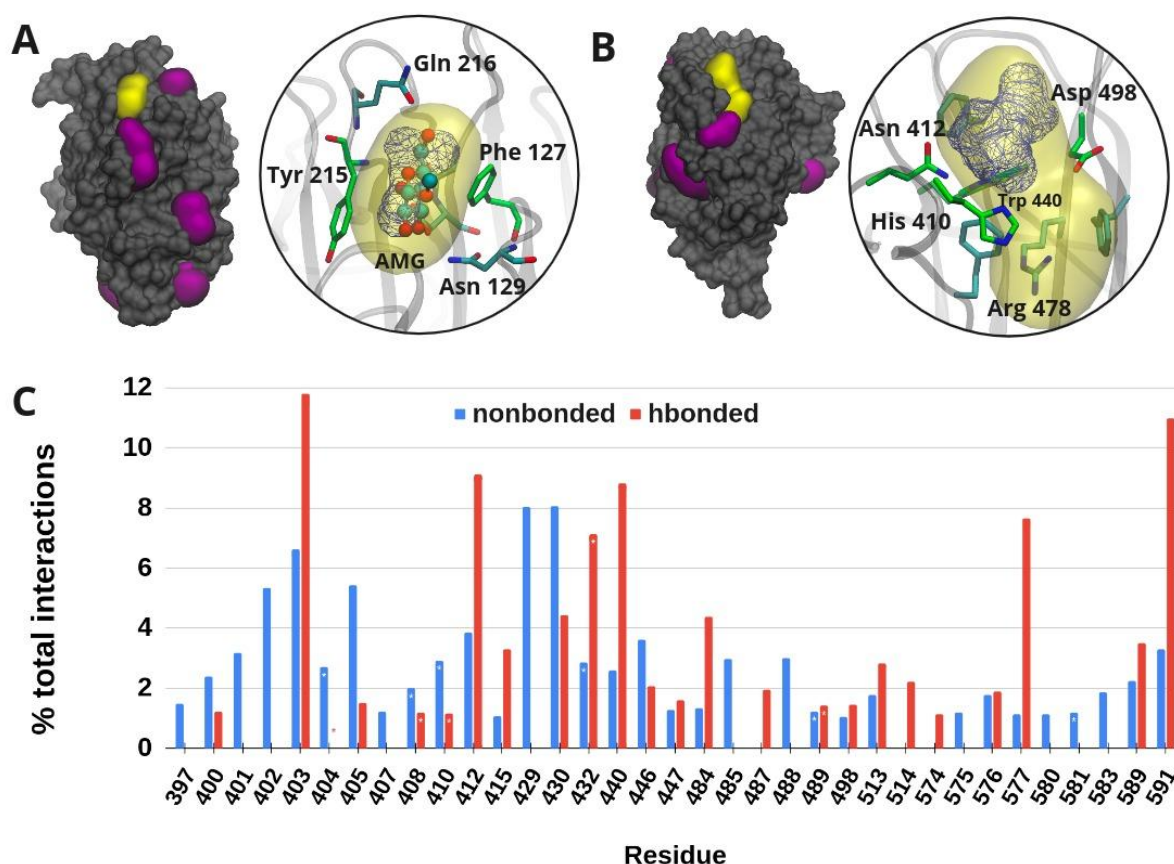 A
Gln 216
Tyr 215
Phe 127
AMG
Asn 129
B
Asp 498
Asn 412
Trp 440
His 410
Arg 478
C
nonbonded hbonded
% total interactions
12
10
8
6
4
2
0
397 400 401 402 403 404 405 407 408 410 412 415 429 430 432 440 446 447 484 485 487 488 489 498 513 514 574 575 576 577 580 581 583 589 591
Residue